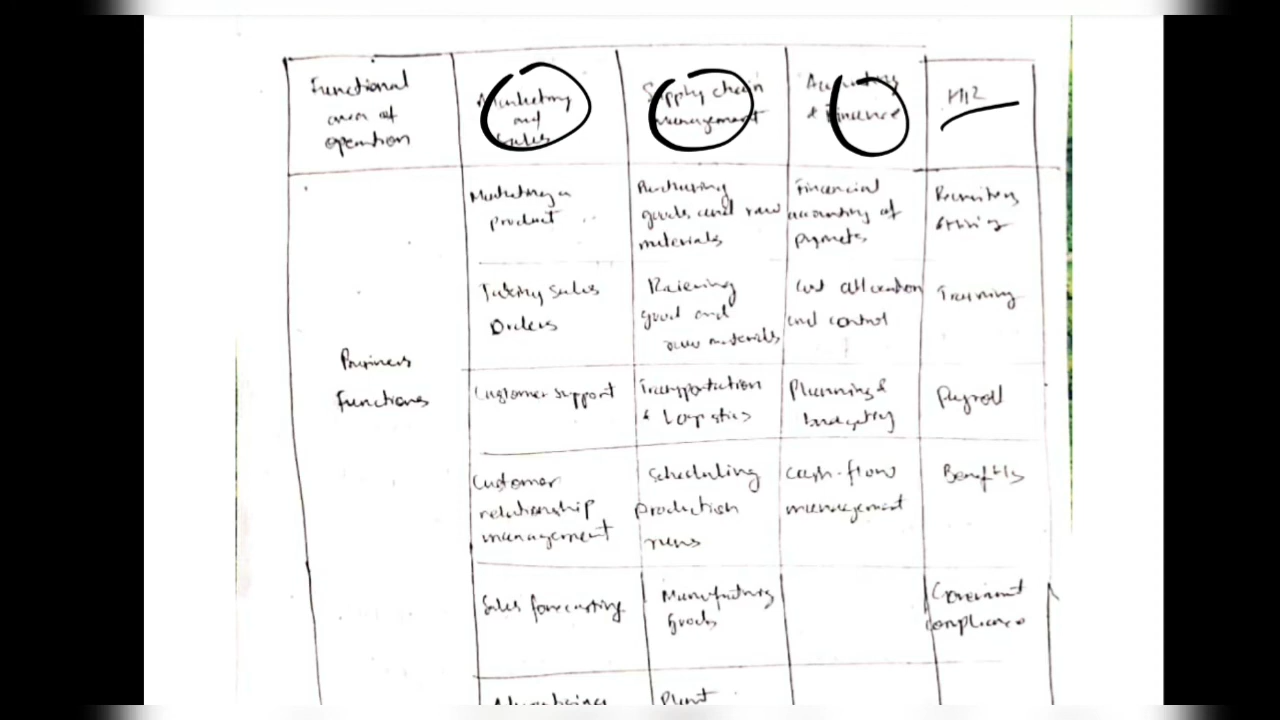 Functional
area of
operation
Marketing
and
Sales
Supply chain
management
Accounting
& Finance
HR
Business
Functions
Marketing a
product
Purchasing
goods and raw
materials
Financial
accounting of
payments
Recruiting
& hiring
Taking sales
Orders
Receiving
good and
raw materials
cost allocation
and control
Training
Customer support
Transportation
& Logistics
Planning &
budgeting
Payroll
Customer
relationship
management
Scheduling
production
runs
cash-flow
management
Benefits
Sales forecasting
Manufacturing
goods
Government
compliance
Advertising
Plant